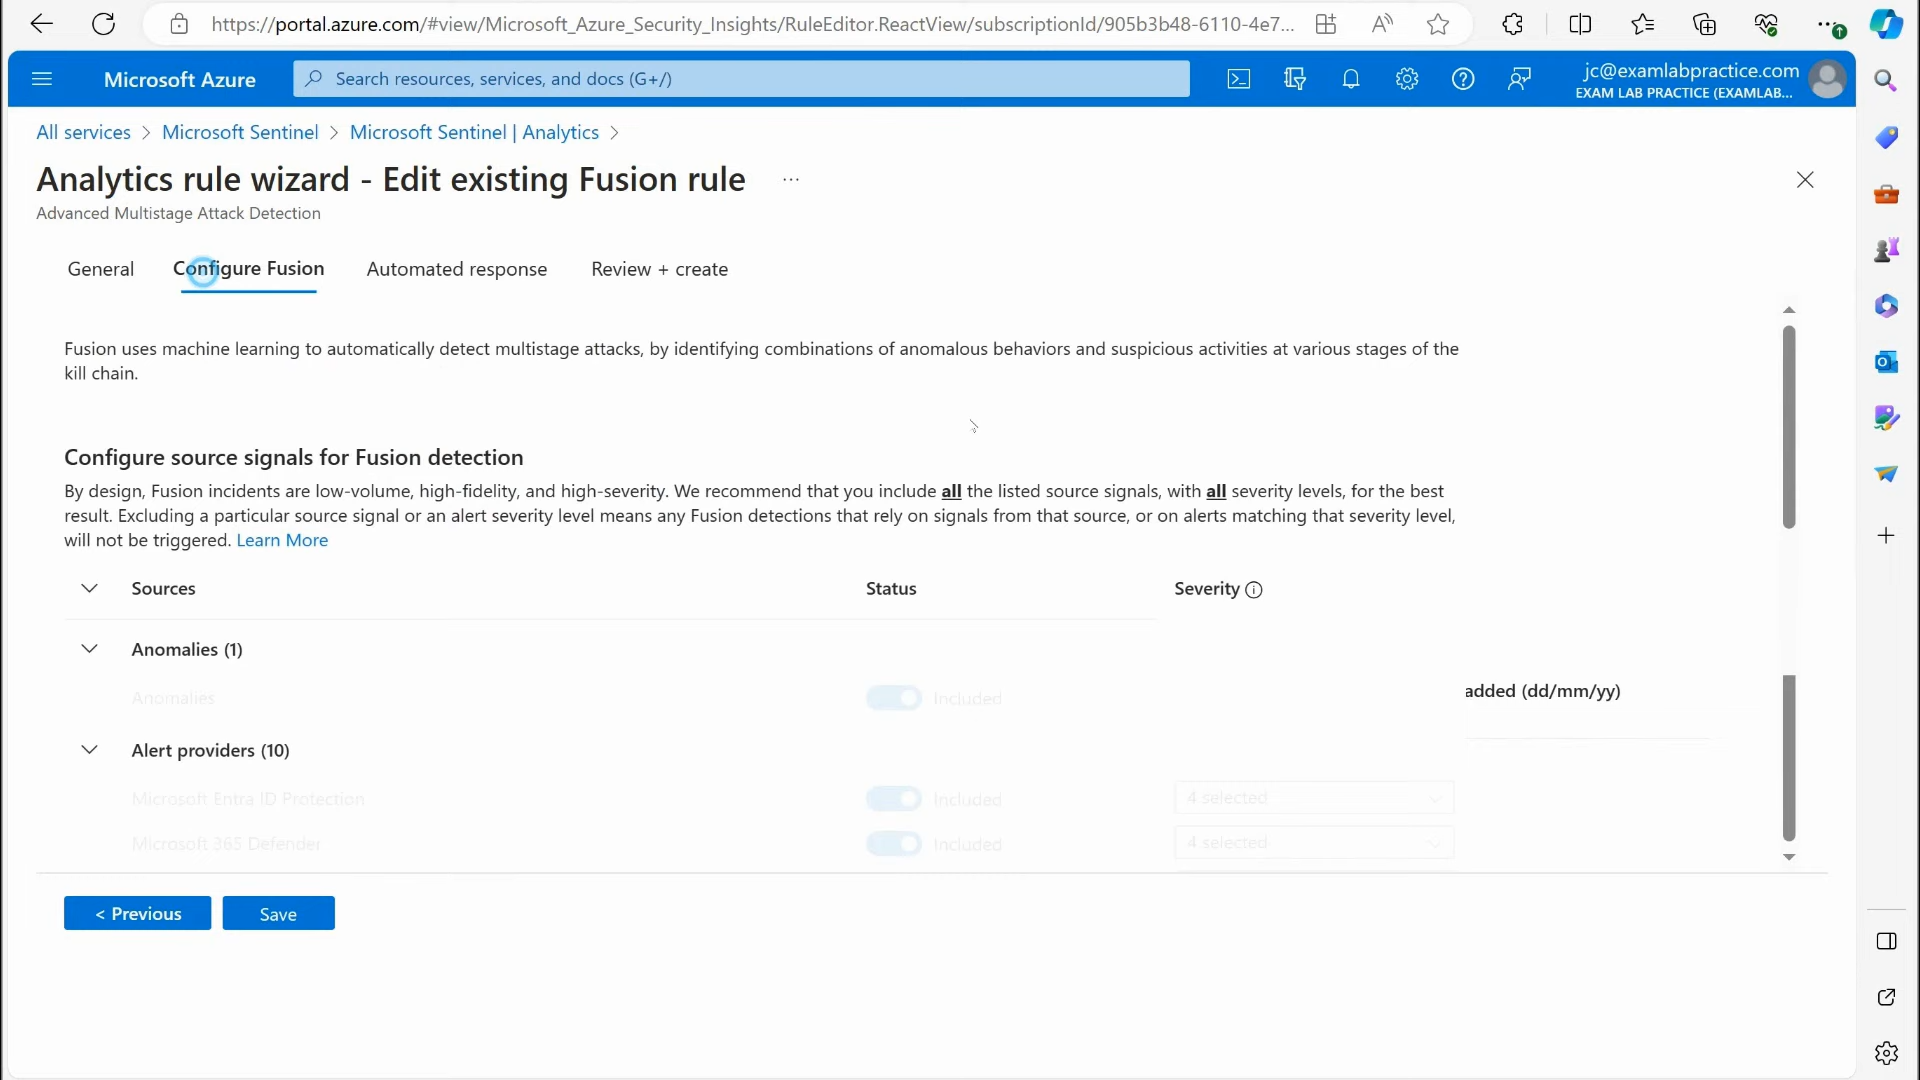 https://portal.azure.com/#view/Microsoft_Azure_Security_Insights/RuleEditor.ReactView/subscriptionId/905b3b48-6110-4e7...
Microsoft Azure
Search resources, services, and docs (G+/)
jc@examlabpractice.com
EXAM LAB PRACTICE (EXAMLAB...
All services > Microsoft Sentinel > Microsoft Sentinel | Analytics >
Analytics rule wizard - Edit existing Fusion rule ...
Advanced Multistage Attack Detection
General Configure Fusion Automated response Review + create
Fusion uses machine learning to automatically detect multistage attacks, by identifying combinations of anomalous behaviors and suspicious activities at various stages of the
kill chain.
Configure source signals for Fusion detection
By design, Fusion incidents are low-volume, high-fidelity, and high-severity. We recommend that you include all the listed source signals, with all severity levels, for the best
result. Excluding a particular source signal or an alert severity level means any Fusion detections that rely on signals from that source, or on alerts matching that severity level,
will not be triggered. Learn More
Sources Status Severity
Anomalies (1)
added (dd/mm/yy)
Anomalies Included
Alert providers (10)
Microsoft Entra ID Protection Included 4 selected
Microsoft 365 Defender Included 4 selected
< Previous Save